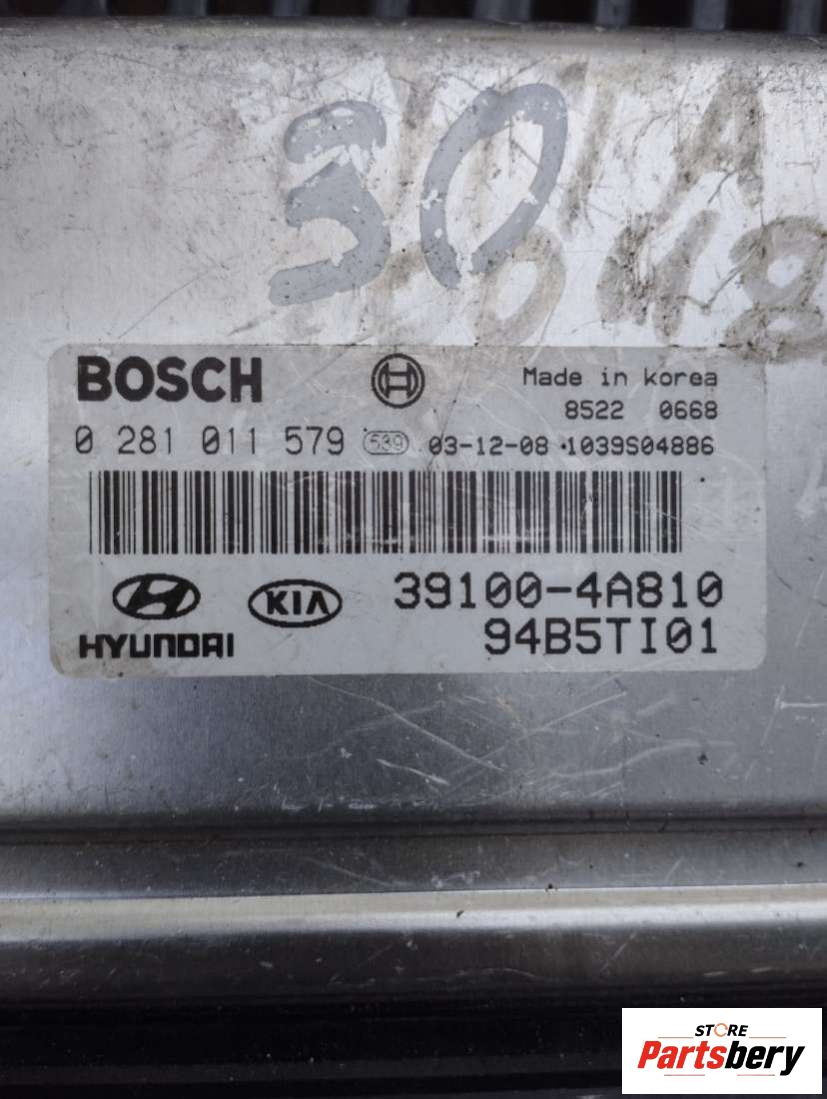 30
BOSCH Made in korea
8522 0668
0 281 011 579 539 03-12-08 ·1039S04886
KIA 39100-4A810
HYUNDAI 94B5TI01
STORE
Partsbery